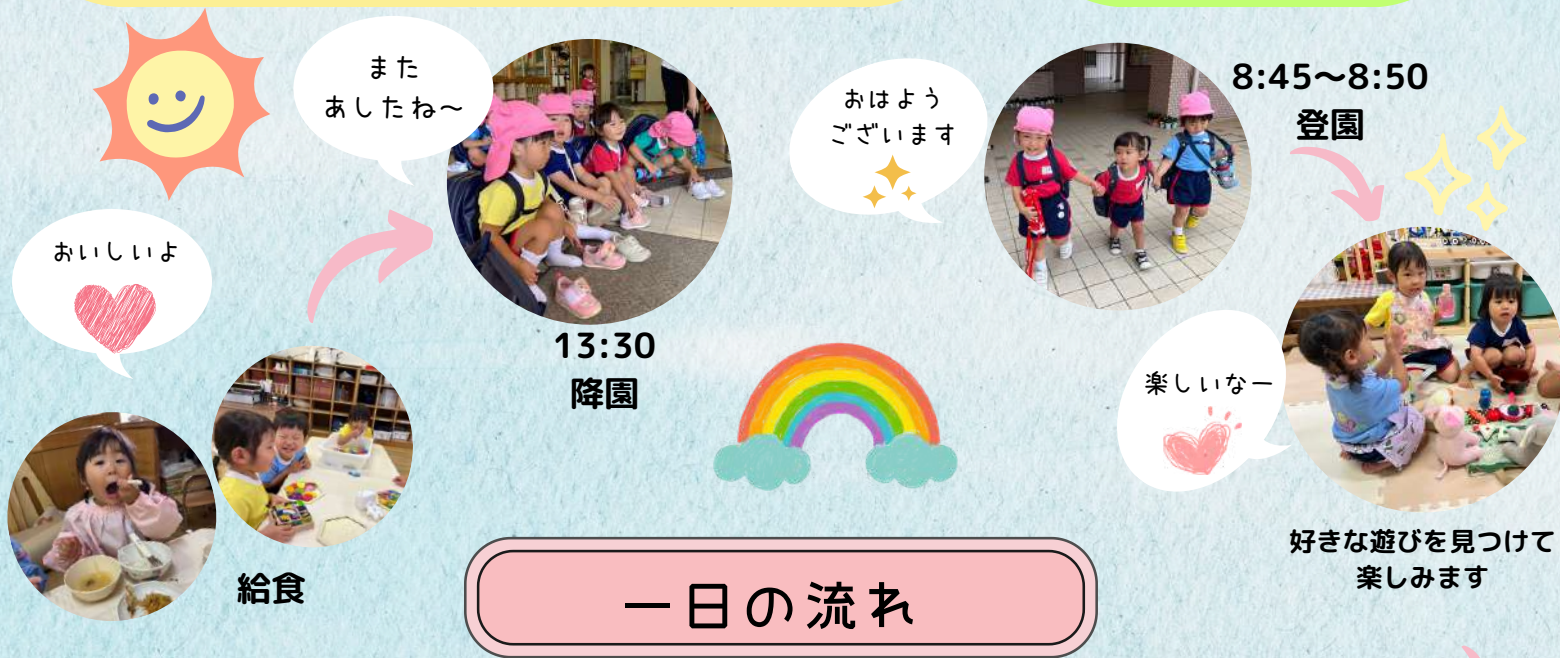 また
あしたね〜
おはよう
ございます
8:45〜8:50
登園
おいしいよ
13:30
降園
楽しいなー
給食
好きな遊びを見つけて
楽しみます
一日の流れ